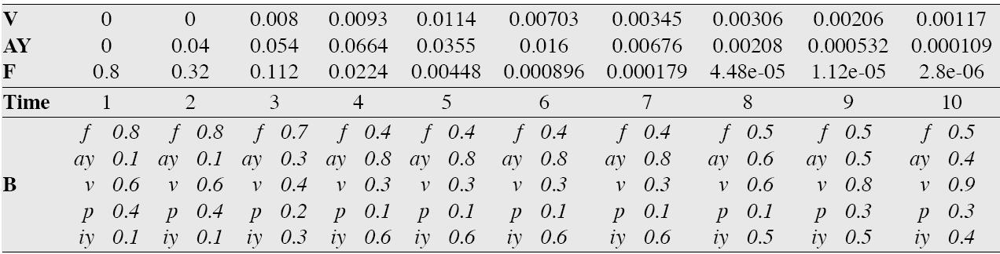 V 0 0 0.008 0.0093 0.0114 0.00703 0.00345 0.00306 0.00206 0.00117
AY 0 0.04 0.054 0.0664 0.0355 0.016 0.00676 0.00208 0.000532 0.000109
F 0.8 0.32 0.112 0.0224 0.00448 0.000896 0.000179 4.48e-05 1.12e-05 2.8e-06
Time 1 2 3 4 5 6 7 8 9 10
f 0.8 f 0.8 f 0.7 f 0.4 f 0.4 f 0.4 f 0.4 f 0.5 f 0.5 f 0.5
ay 0.1 ay 0.1 ay 0.3 ay 0.8 ay 0.8 ay 0.8 ay 0.8 ay 0.6 ay 0.5 ay 0.4
B v 0.6 v 0.6 v 0.4 v 0.3 v 0.3 v 0.3 v 0.3 v 0.6 v 0.8 v 0.9
p 0.4 p 0.4 p 0.2 p 0.1 p 0.1 p 0.1 p 0.1 p 0.1 p 0.3 p 0.3
iy 0.1 iy 0.1 iy 0.3 iy 0.6 iy 0.6 iy 0.6 iy 0.6 iy 0.5 iy 0.5 iy 0.4